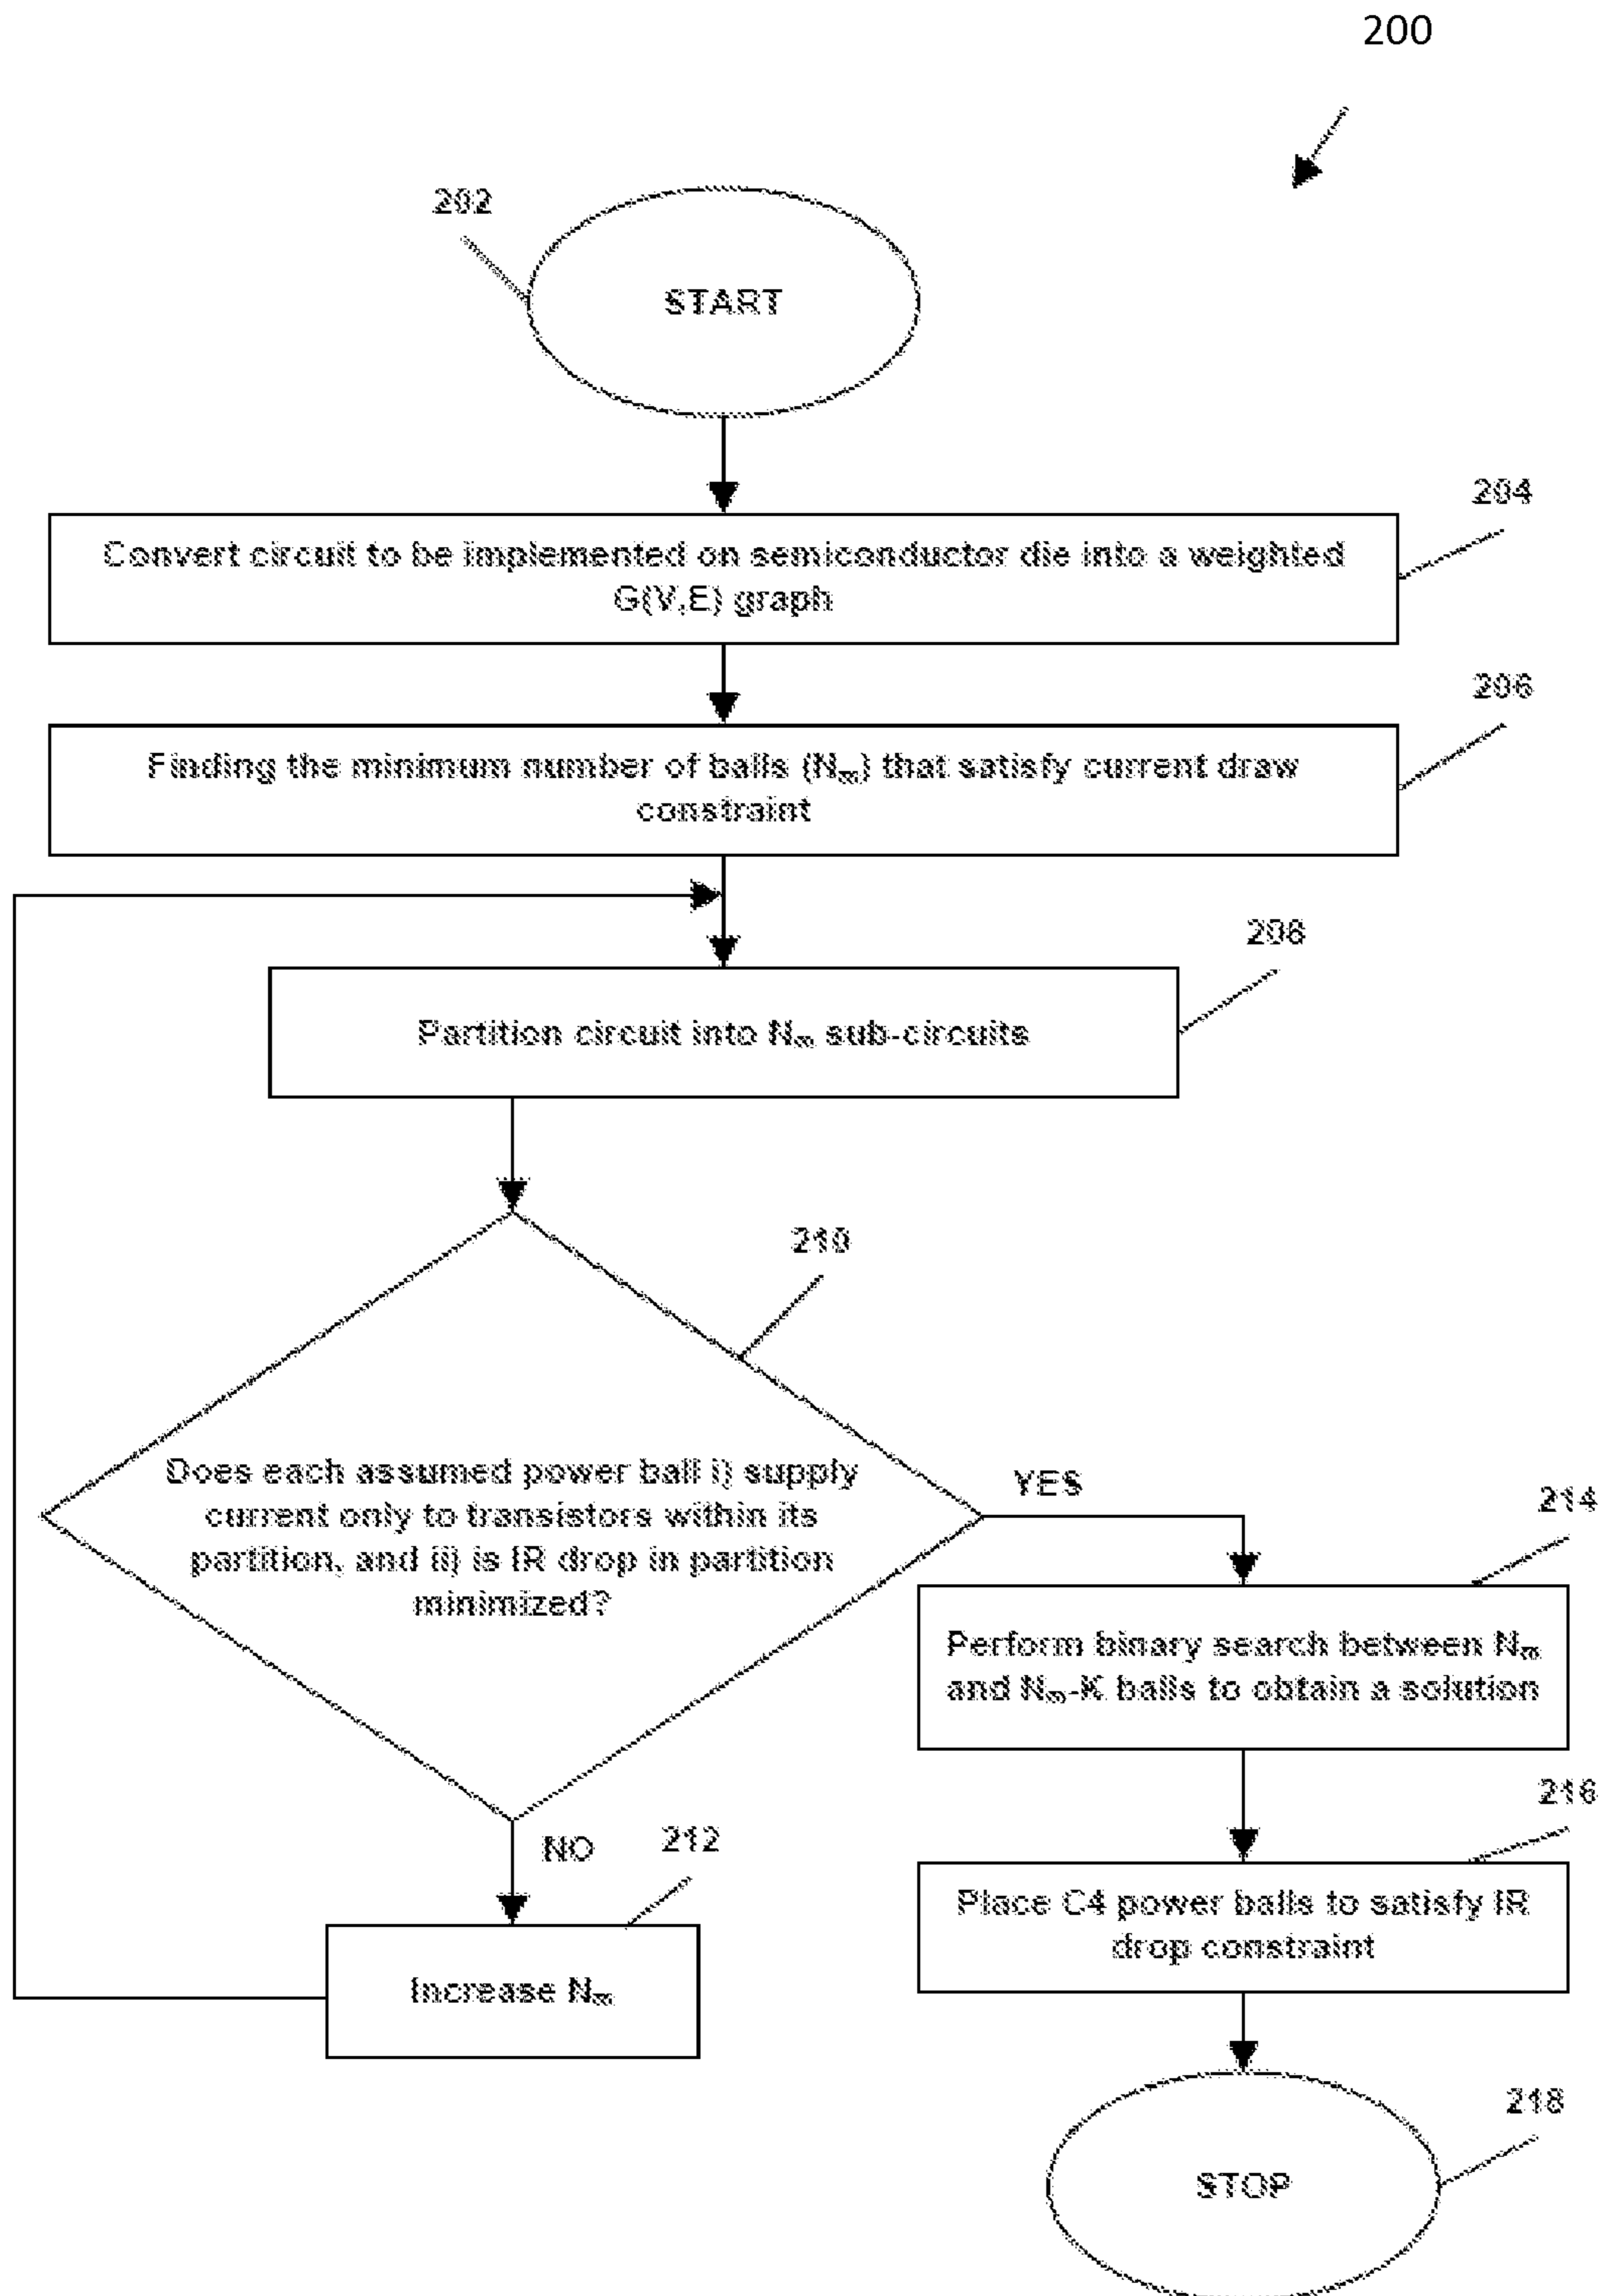 200
202
START
204
Convert circuit to be implemented on semiconductor die into a weighted
G(V,E) graph
206
Finding the minimum number of balls (Nm) that satisfy current draw
constraint
208
Partition circuit into Nm sub-circuits
210
Does each assumed power ball i) supply
current only to transistors within its
partition, and ii) is IR drop in partition
minimized?
YES
214
Perform binary search between Nm
and Nm-K balls to obtain a solution
216
Place C4 power balls to satisfy IR
drop constraint
NO
212
Increase Nm
218
STOP